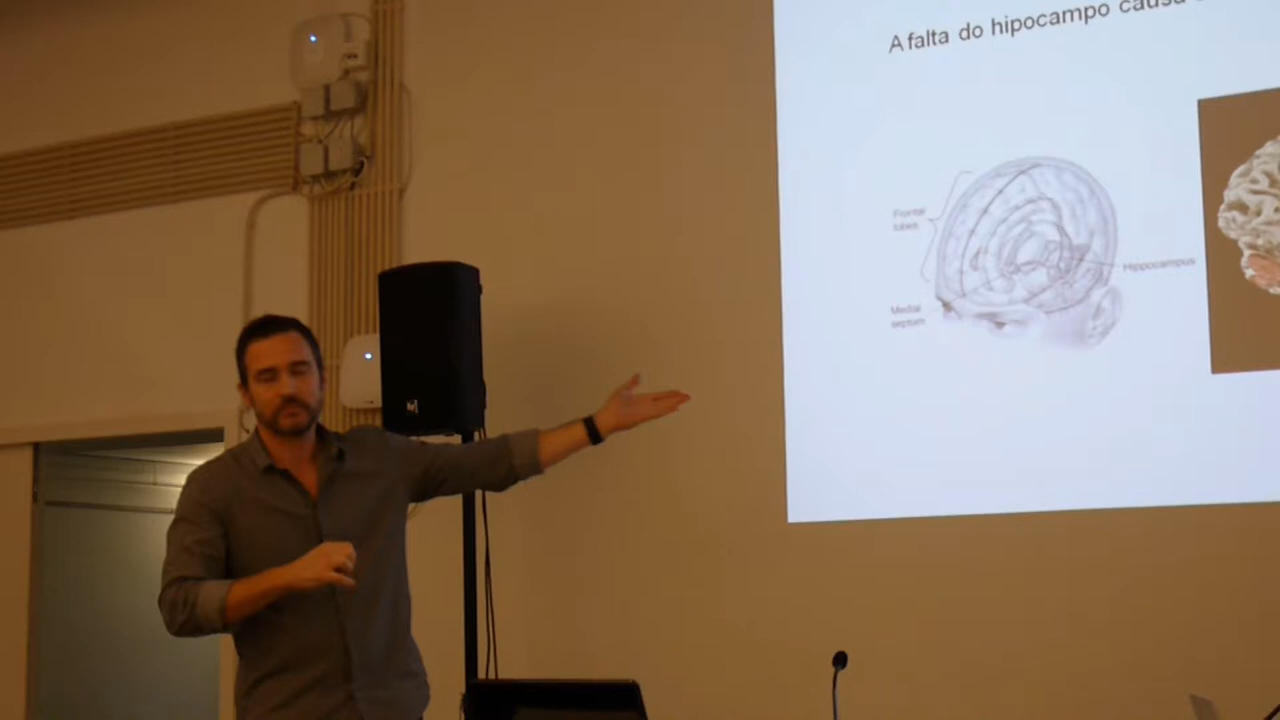 A falta do hipocampo causa
Frontal
lobes
Hippocampus
Medial
septum